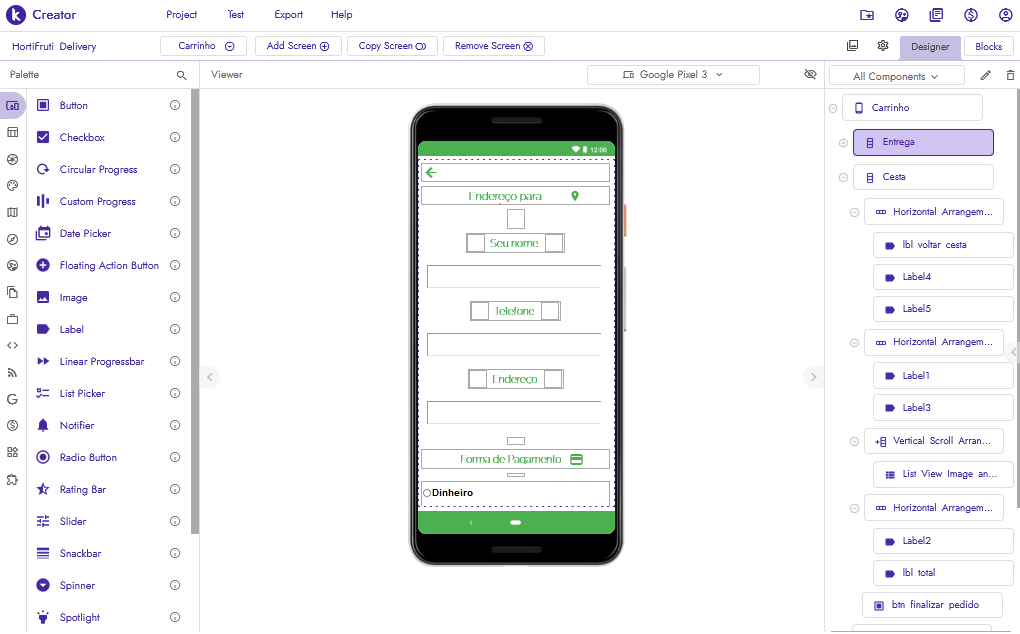 Creator
Project
Test
Export
Help
HortiFruti Delivery
Carrinho
Add Screen
Copy Screen
Remove Screen
Designer
Blocks
Palette
Viewer
Google Pixel 3
All Components
Button
Checkbox
Circular Progress
Custom Progress
Date Picker
Floating Action Button
Image
Label
Linear Progressbar
List Picker
Notifier
Radio Button
Rating Bar
Slider
Snackbar
Spinner
Spotlight
12:00
Endereço para
Seu nome
Telefone
Endereço
Forma de Pagamento
Dinheiro
Carrinho
Entrega
Cesta
Horizontal Arrangem...
lbl voltar cesta
Label4
Label5
Horizontal Arrangem...
Label1
Label3
Vertical Scroll Arran...
List View Image an...
Horizontal Arrangem...
Label2
lbl total
btn finalizar pedido